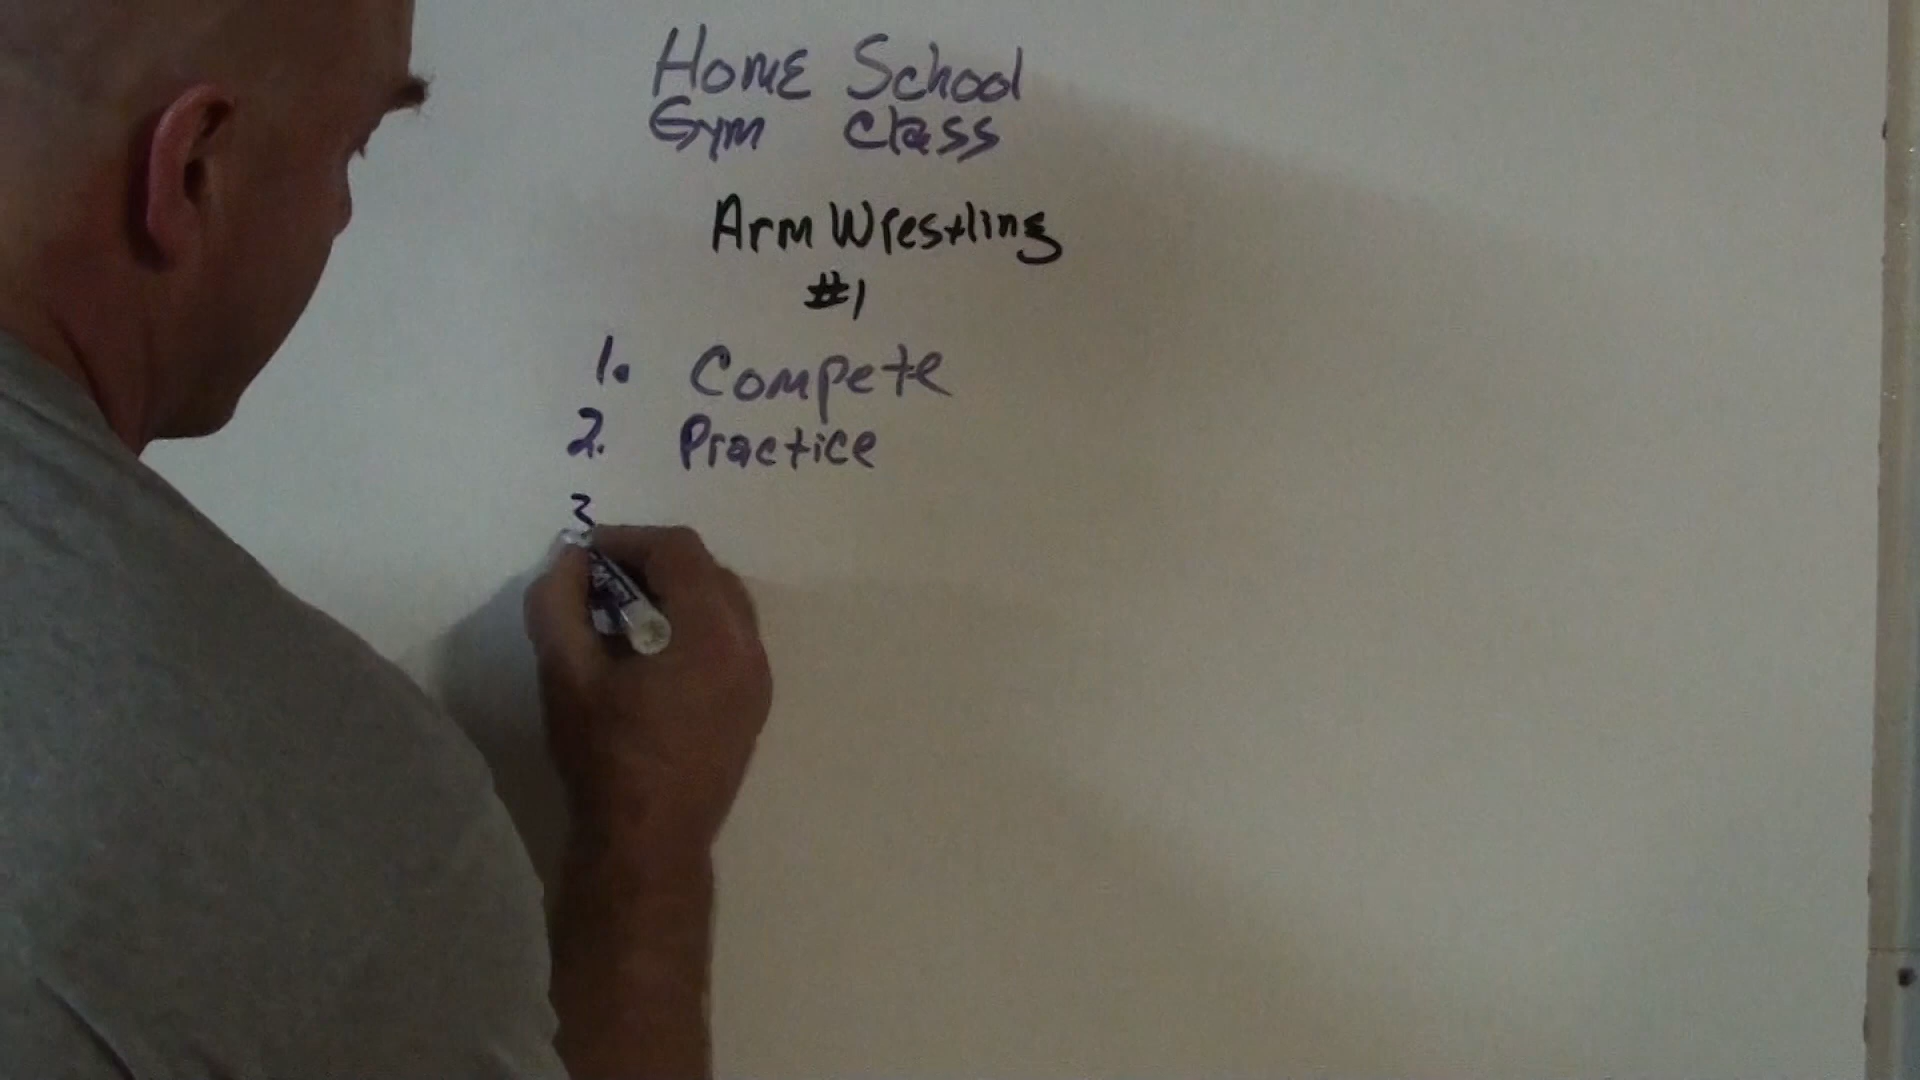 Home School
Gym Class
Arm Wrestling
#1
1. Compete
2. Practice
3